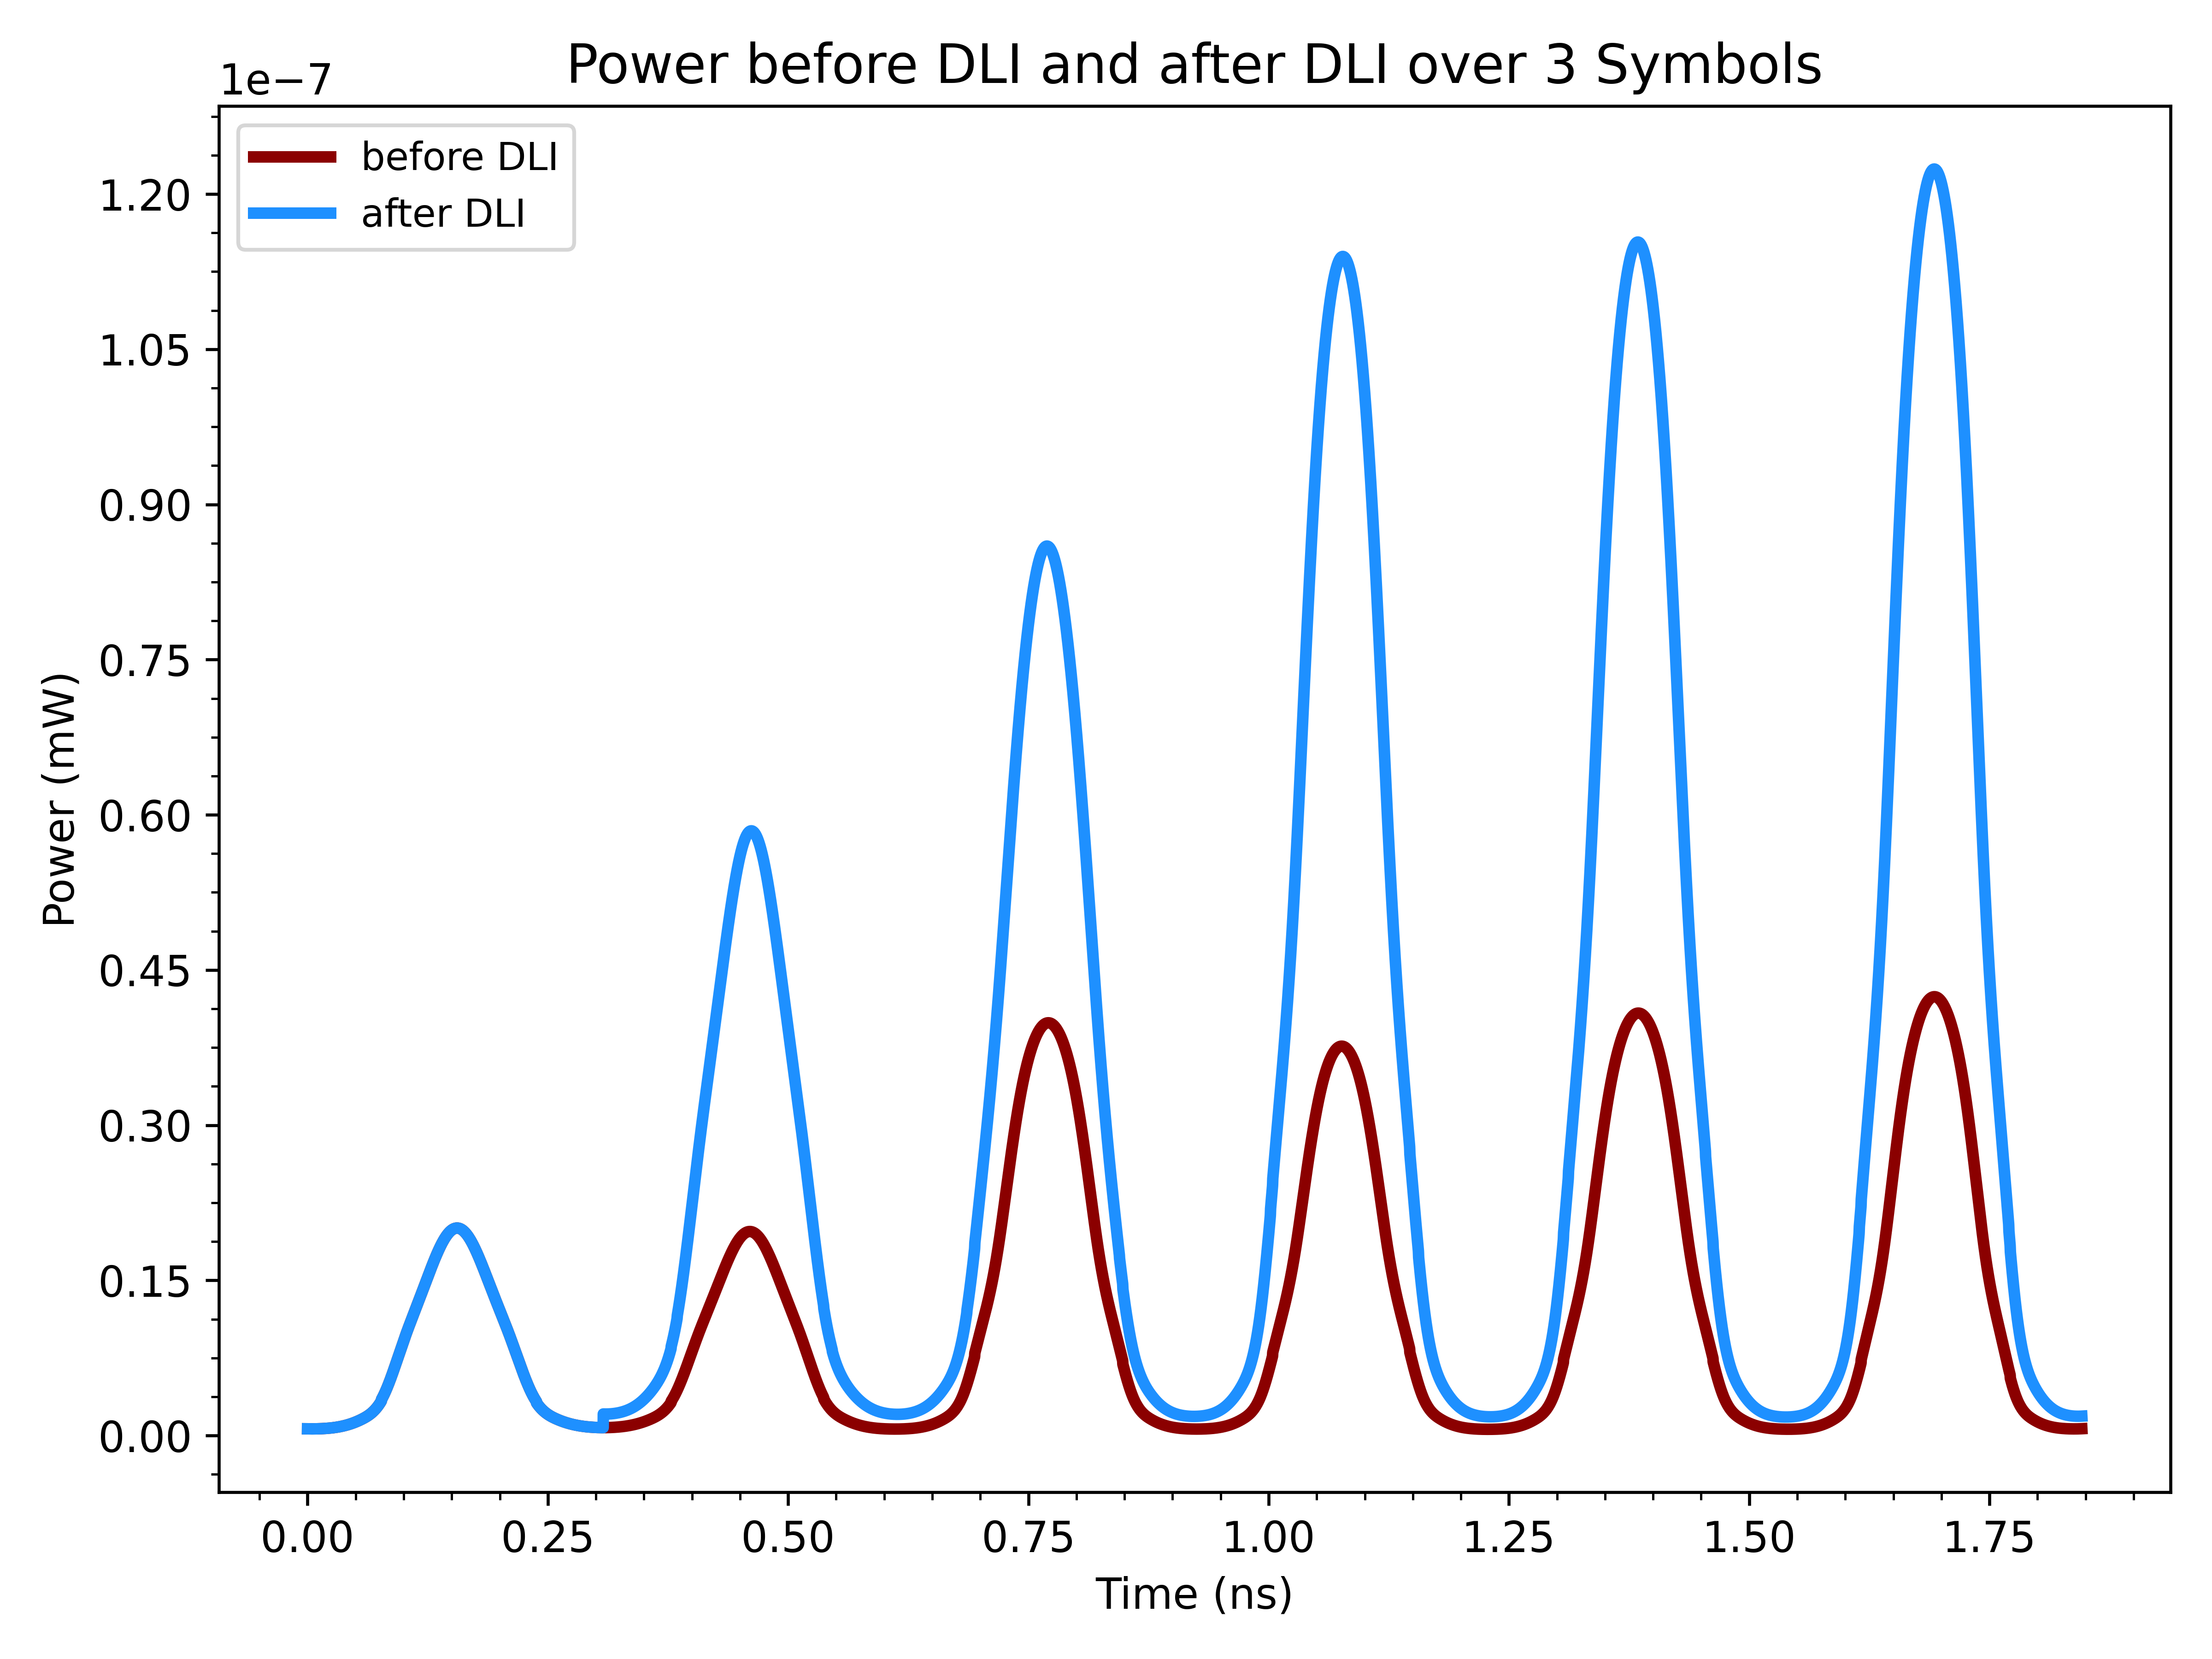 Power before DLI and after DLI over 3 Symbols
1e−7
before DLI
after DLI
1.20
1.05
0.90
0.75
0.60
0.45
0.30
0.15
0.00
Power (mW)
0.00 0.25 0.50 0.75 1.00 1.25 1.50 1.75
Time (ns)